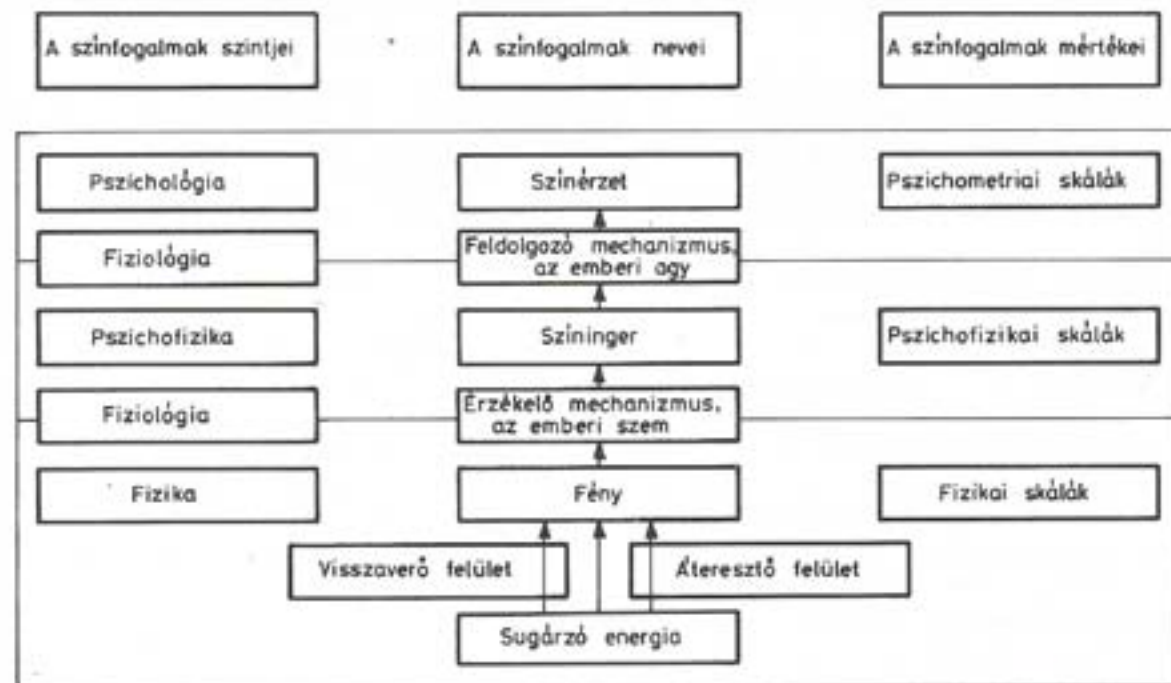 A színfogalmak szintjei
A színfogalmak nevei
A színfogalmak mértékei
Pszichológia
Színérzet
Pszichometriai skálák
Fiziológia
Feldolgozó mechanizmus,
az emberi agy
Pszichofizika
Színinger
Pszichofizikai skálák
Fiziológia
Érzékelő mechanizmus,
az emberi szem
Fizika
Fény
Fizikai skálák
Visszaverő felület
Áteresztő felület
Sugárzó energia